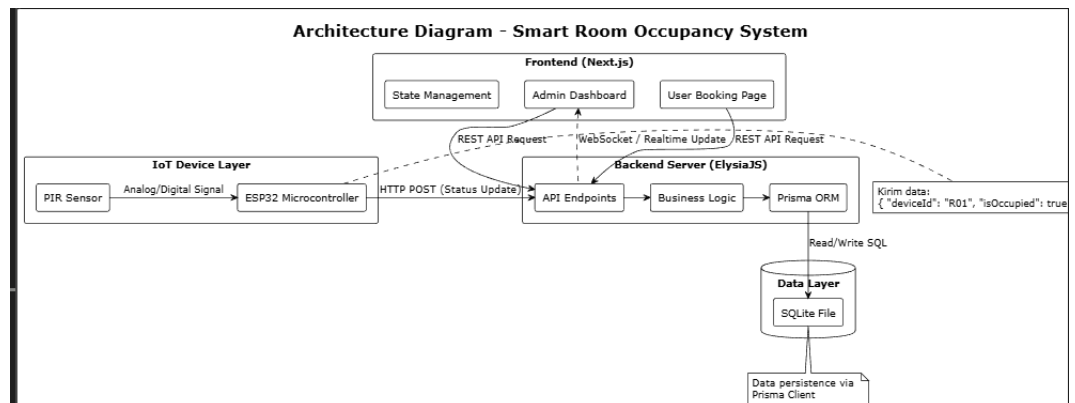 Architecture Diagram - Smart Room Occupancy System
Frontend (Next.js)
State Management
Admin Dashboard
User Booking Page
REST API Request
WebSocket / Realtime Update
REST API Request
IoT Device Layer
PIR Sensor
Analog/Digital Signal
ESP32 Microcontroller
HTTP POST (Status Update)
Backend Server (ElysiaJS)
API Endpoints
Business Logic
Prisma ORM
Kirim data:
{ "deviceId": "R01", "isOccupied": true
Read/Write SQL
Data Layer
SQLite File
Data persistence via
Prisma Client